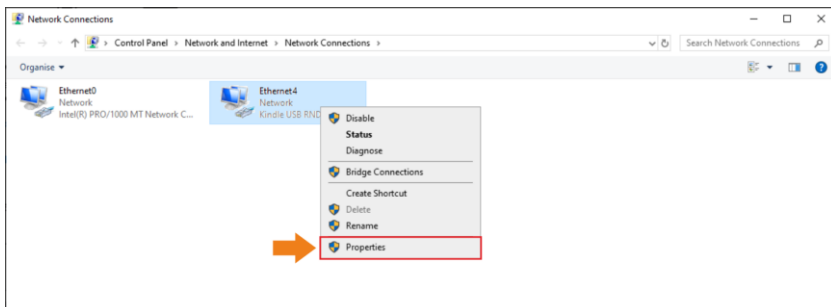 Network Connections
Control Panel > Network and Internet > Network Connections >
Search Network Connections
Organise
Ethernet0
Network
Intel(R) PRO/1000 MT Network C...
Ethernet4
Network
Kindle USB RND
Disable
Status
Diagnose
Bridge Connections
Create Shortcut
Delete
Rename
Properties